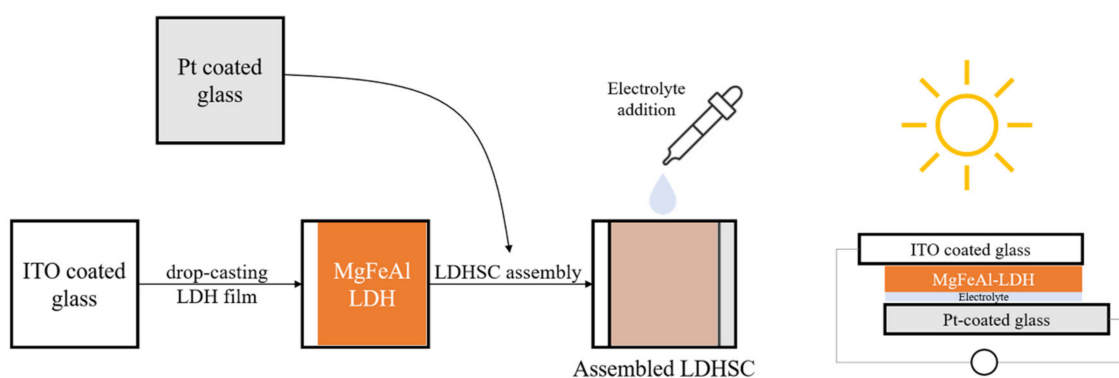 Pt coated
glass
Electrolyte
addition
ITO coated
glass
drop-casting
LDH film
MgFeAl
LDH
LDHSC assembly
Assembled LDHSC
ITO coated glass
MgFeAl-LDH
Electrolyte
Pt-coated glass